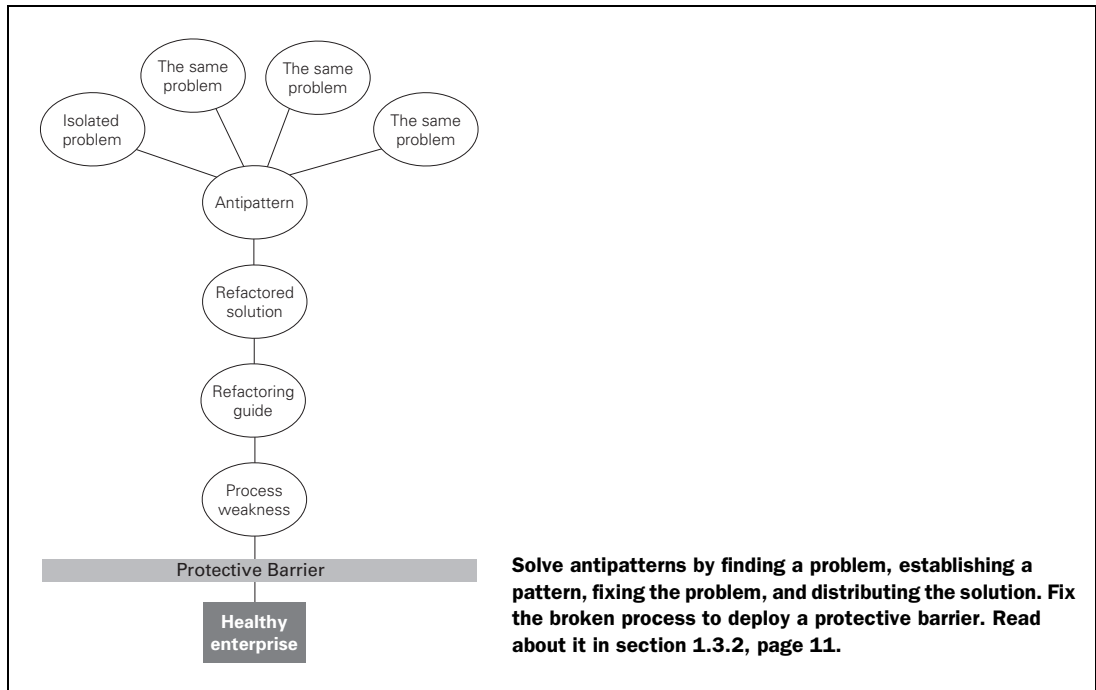 The same
problem
The same
problem
Isolated
problem
The same
problem
Antipattern
Refactored
solution
Refactoring
guide
Process
weakness
Protective Barrier
Healthy
enterprise
Solve antipatterns by finding a problem, establishing a
pattern, fixing the problem, and distributing the solution. Fix
the broken process to deploy a protective barrier. Read
about it in section 1.3.2, page 11.